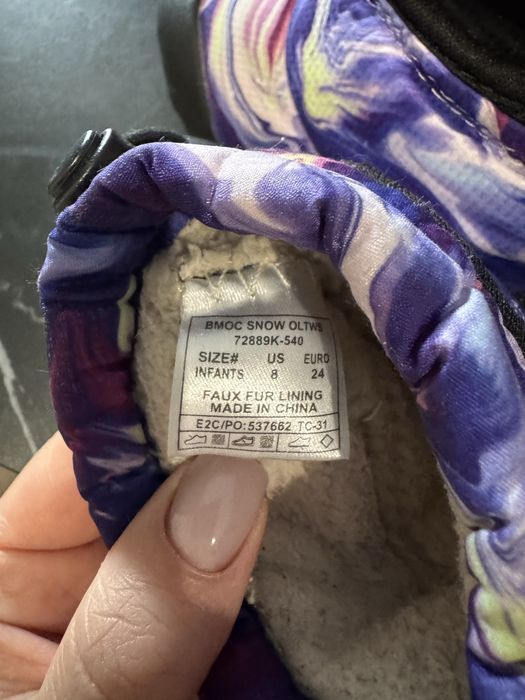 BMOC SNOW OLTWS
72889K-540
SIZE# US EURO
INFANTS 8 24
FAUX FUR LINING
MADE IN CHINA
E2C/PO:537662 TC-31